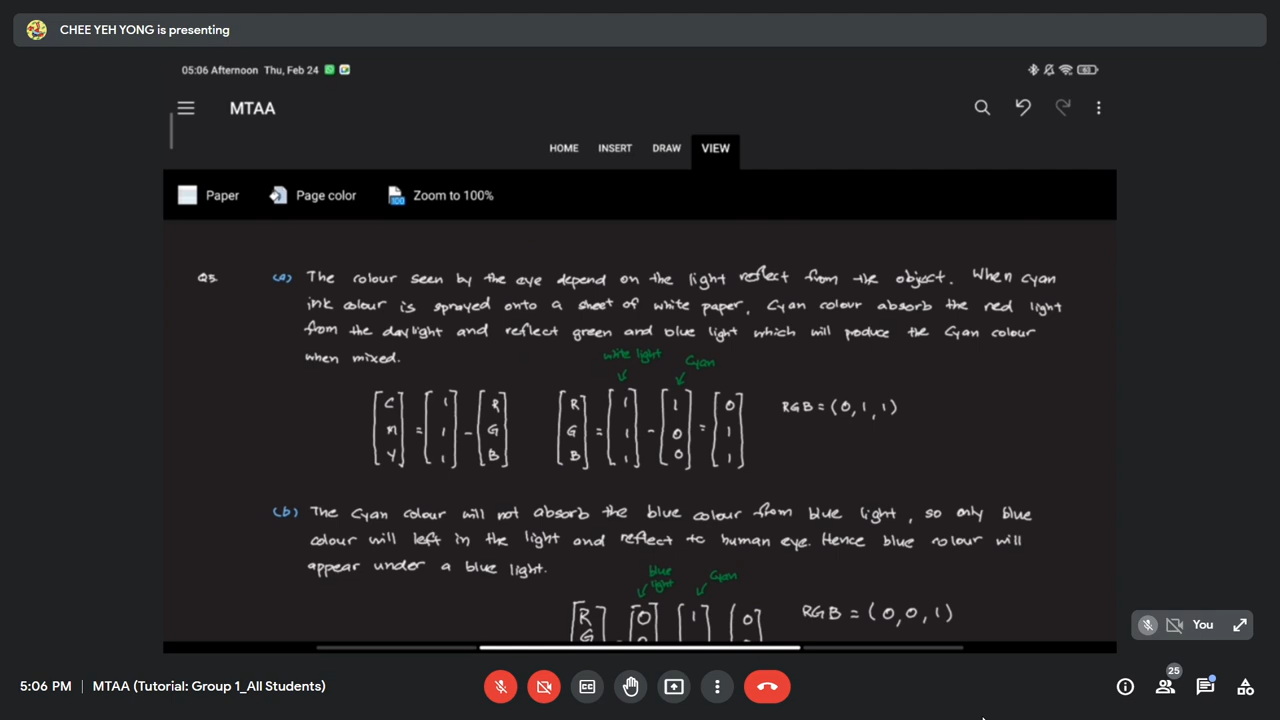 CHEE YEH YONG is presenting
05:06 Afternoon Thu, Feb 24
MTAA
HOME INSERT DRAW VIEW
Paper Page color Zoom to 100%
Q5 (a) The colour seen by the eye depend on the light reflect from the object. When cyan
ink colour is sprayed onto a sheet of white paper, Cyan colour absorb the red light
from the daylight and reflect green and blue light which will produce the Cyan colour
when mixed.
white light Cyan
[C 1 R R 1 1 0 RGB = (0, 1, 1)
M = 1 - G G = 1 - 0 = 1
Y 1 B] B 1 0 1
(b) The Cyan colour will not absorb the blue colour from blue light, so only blue
colour will left in the light and reflect to human eye. Hence blue colour will
appear under a blue light.
blue light Cyan
R 0 1 0 RGB = (0, 0, 1)
G
You
5:06 PM | MTAA (Tutorial: Group 1_All Students)
25